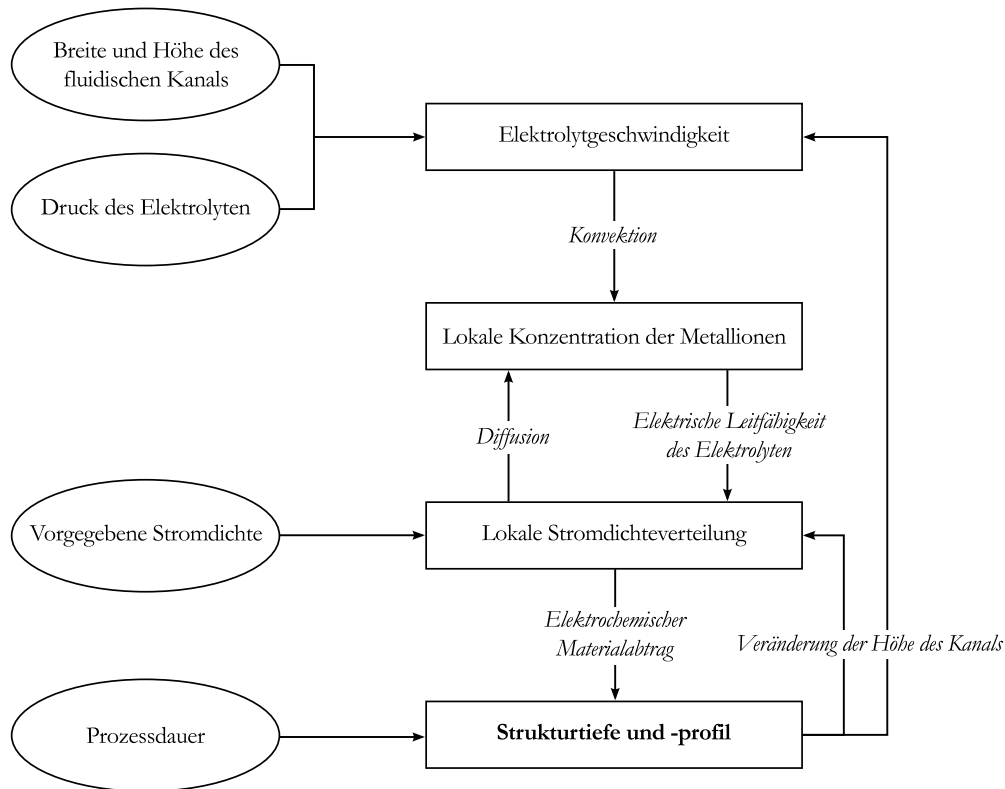 Breite und Höhe des
fluidischen Kanals
Elektrolytgeschwindigkeit
Druck des Elektrolyten
Konvektion
Lokale Konzentration der Metallionen
Diffusion
Elektrische Leitfähigkeit
des Elektrolyten
Vorgegebene Stromdichte
Lokale Stromdichteverteilung
Elektrochemischer
Materialabtrag
Veränderung der Höhe des Kanals
Prozessdauer
Strukturtiefe und -profil